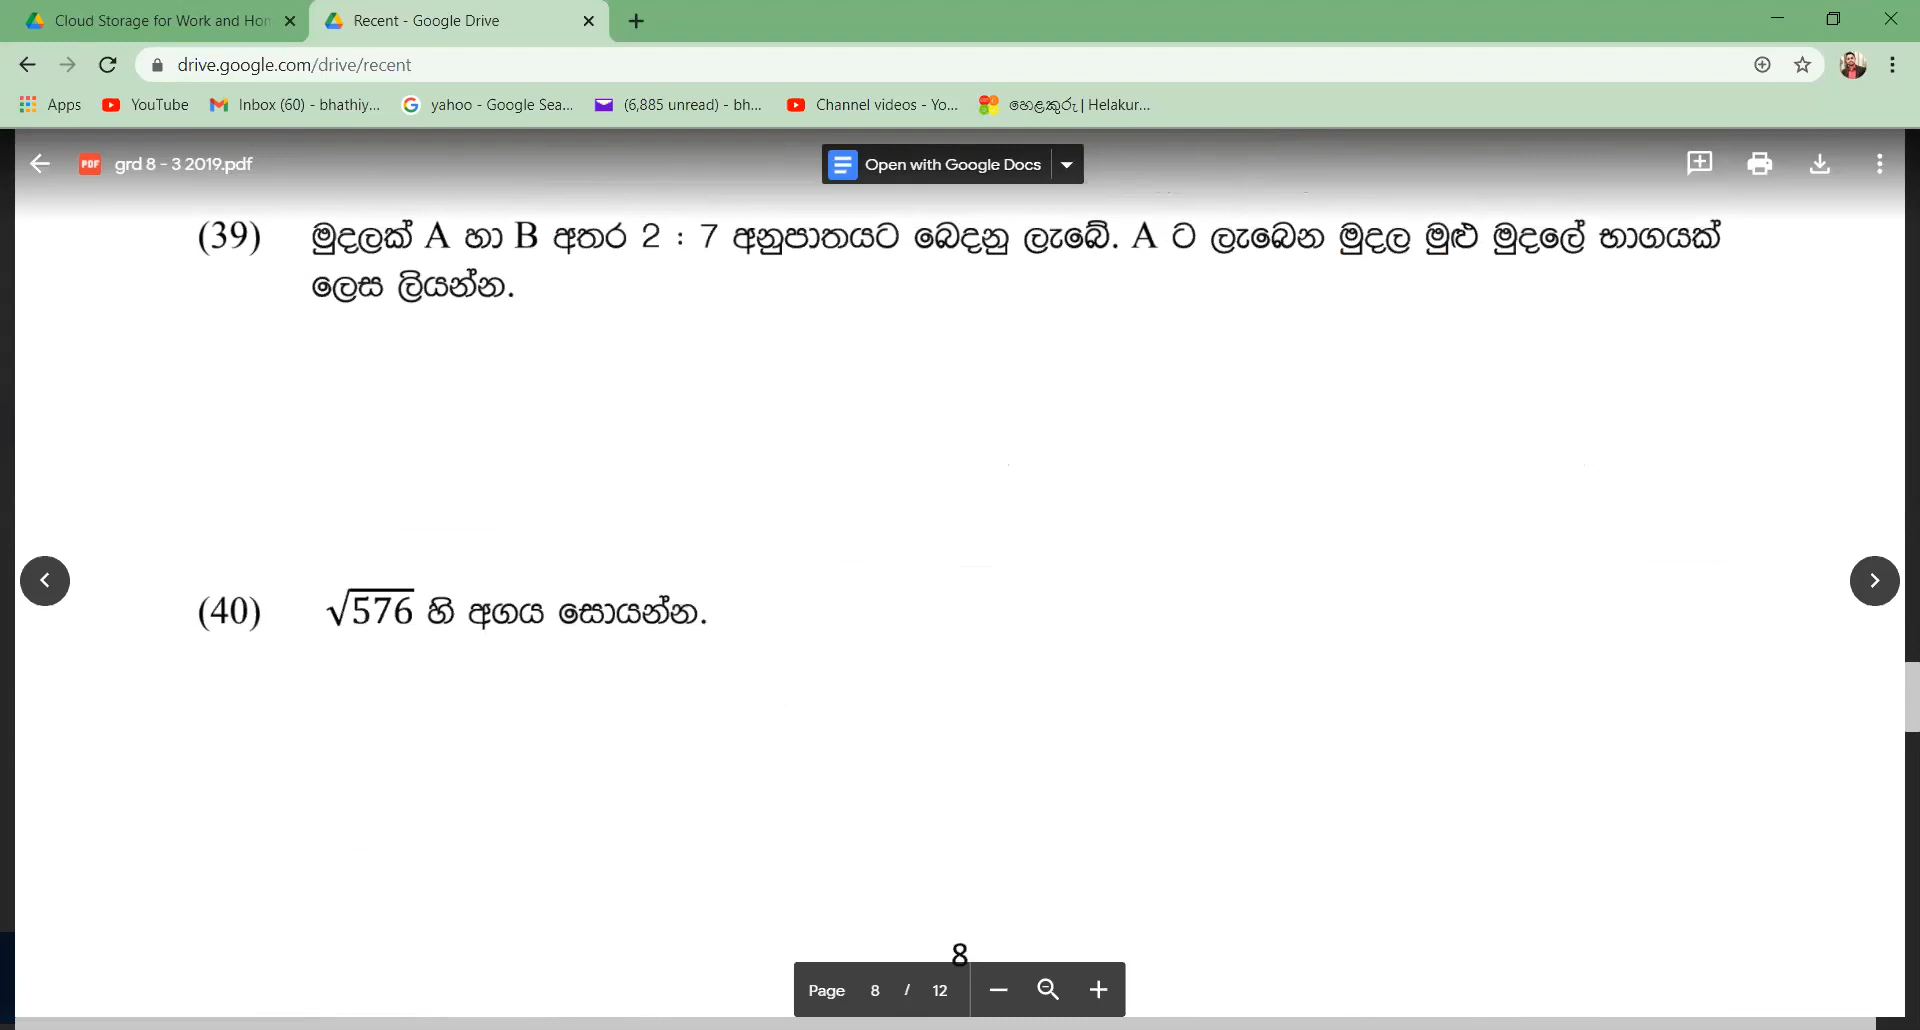 Cloud Storage for Work and Hon
Recent - Google Drive
drive.google.com/drive/recent
Apps YouTube Inbox (60) - bhathiy... yahoo - Google Sea... (6,885 unread) - bh... Channel videos - Yo... හෙළකුරු | Helakur...
PDF grd 8 - 3 2019.pdf Open with Google Docs
(39) මුදලක් A හා B අතර 2 : 7 අනුපාතයට බෙදනු ලැබේ. A ට ලැබෙන මුදල මුළු මුදලේ භාගයක්
ලෙස ලියන්න.
(40) √576 හි අගය සොයන්න.
8
Page 8 / 12